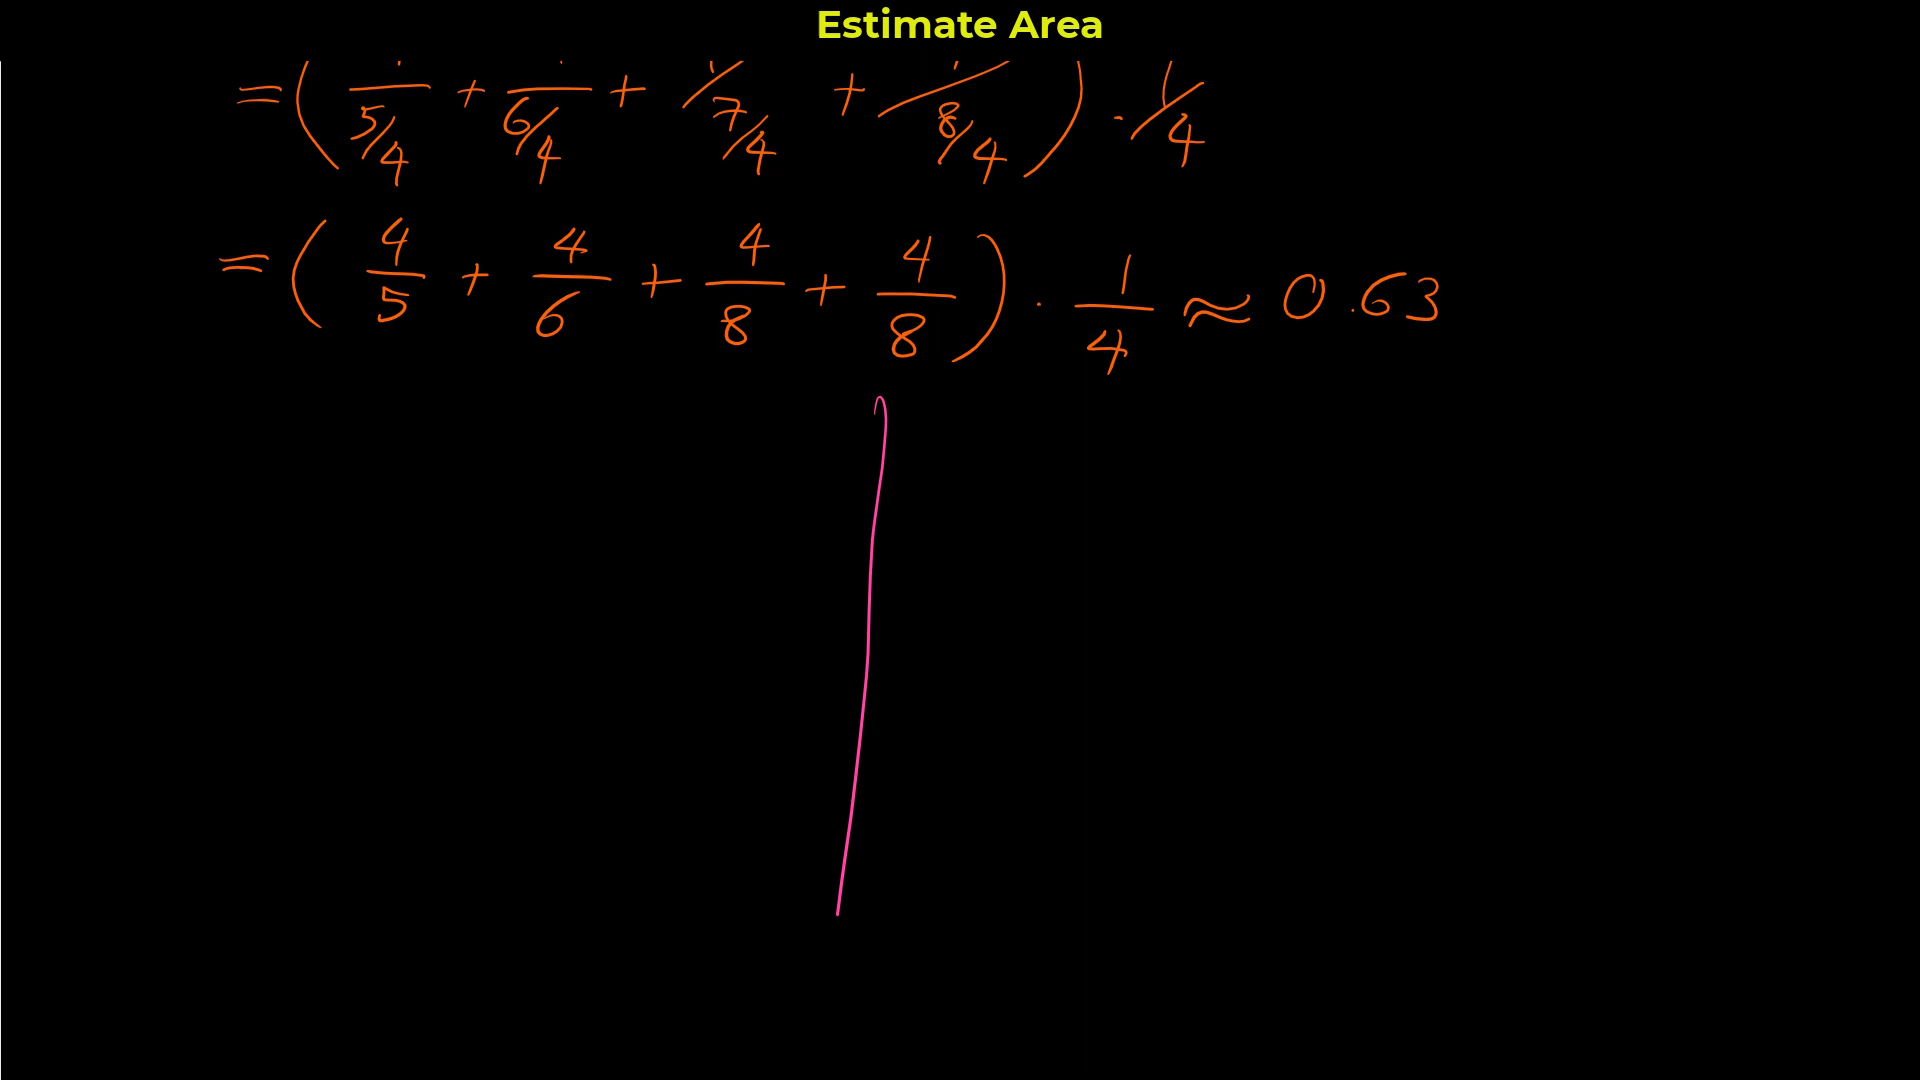 Estimate Area
= ( 1/(5/4) + 1/(6/4) + 1/(7/4) + 1/(8/4) ) · 1/4
= ( 4/5 + 4/6 + 4/8 + 4/8 ) · 1/4 ≈ 0.63